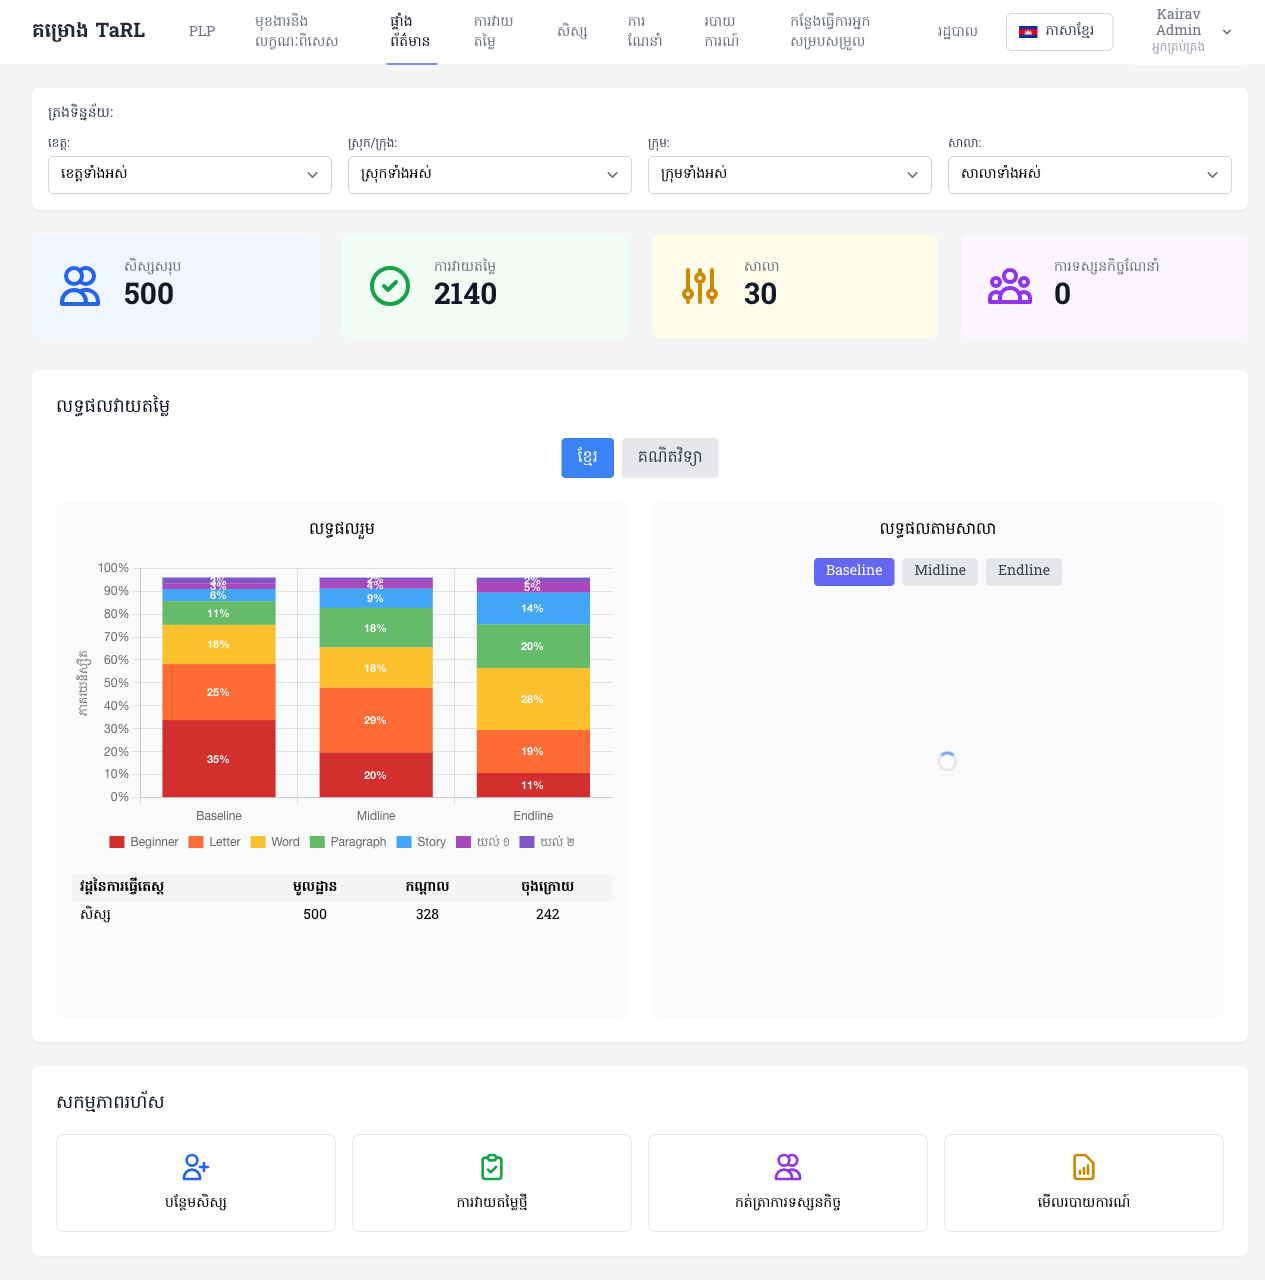 គម្រោង TaRL
PLP
មុខងារនិង
លក្ខណៈពិសេស
ផ្ទាំង
ព័ត៌មាន
ការវាយ
តម្លៃ
សិស្ស
ការ
ណែនាំ
របាយ
ការណ៍
កន្លែងធ្វើការអ្នក
សម្របសម្រួល
រដ្ឋបាល
ភាសាខ្មែរ
Kairav
Admin
អ្នកគ្រប់គ្រង
ត្រងទិន្នន័យ:
ខេត្ត: ស្រុក/ក្រុង: ក្រុម: សាលា:
ខេត្តទាំងអស់ ស្រុកទាំងអស់ ក្រុមទាំងអស់ សាលាទាំងអស់
សិស្សសរុប
500
ការវាយតម្លៃ
2140
សាលា
30
ការទស្សនកិច្ចណែនាំ
0
លទ្ធផលវាយតម្លៃ
ខ្មែរ គណិតវិទ្យា
លទ្ធផលរួម
ភាគរយនិស្សិត
100%
90%
80%
70%
60%
50%
40%
30%
20%
10%
0%
3%
3%
6%
11%
18%
25%
35%
2%
4%
9%
18%
18%
29%
20%
2%
5%
14%
20%
28%
19%
11%
Baseline Midline Endline
Beginner Letter Word Paragraph Story យល់ ១ យល់ ២
វដ្តនៃការធ្វើតេស្ត មូលដ្ឋាន កណ្តាល ចុងក្រោយ
សិស្ស 500 328 242
លទ្ធផលតាមសាលា
Baseline Midline Endline
សកម្មភាពរហ័ស
បន្ថែមសិស្ស
ការវាយតម្លៃថ្មី
កត់ត្រាការទស្សនកិច្ច
មើលរបាយការណ៍